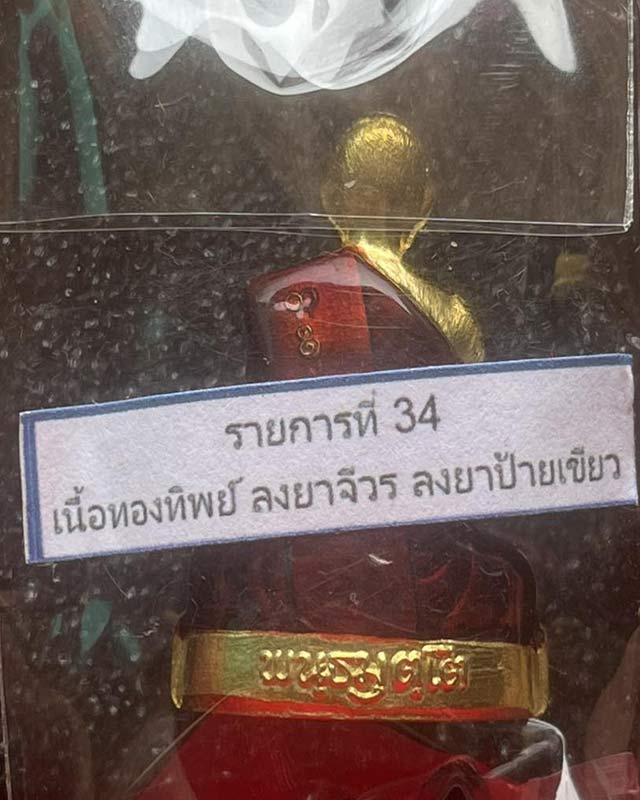 รายการที่ 34
เนื้อทองทิพย์ ลงยาจีวร ลงยาป้ายเขียว